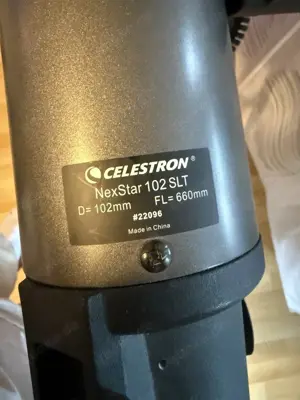 CELESTRON®
NexStar 102 SLT
D= 102mm FL= 660mm
#22096
Made in China